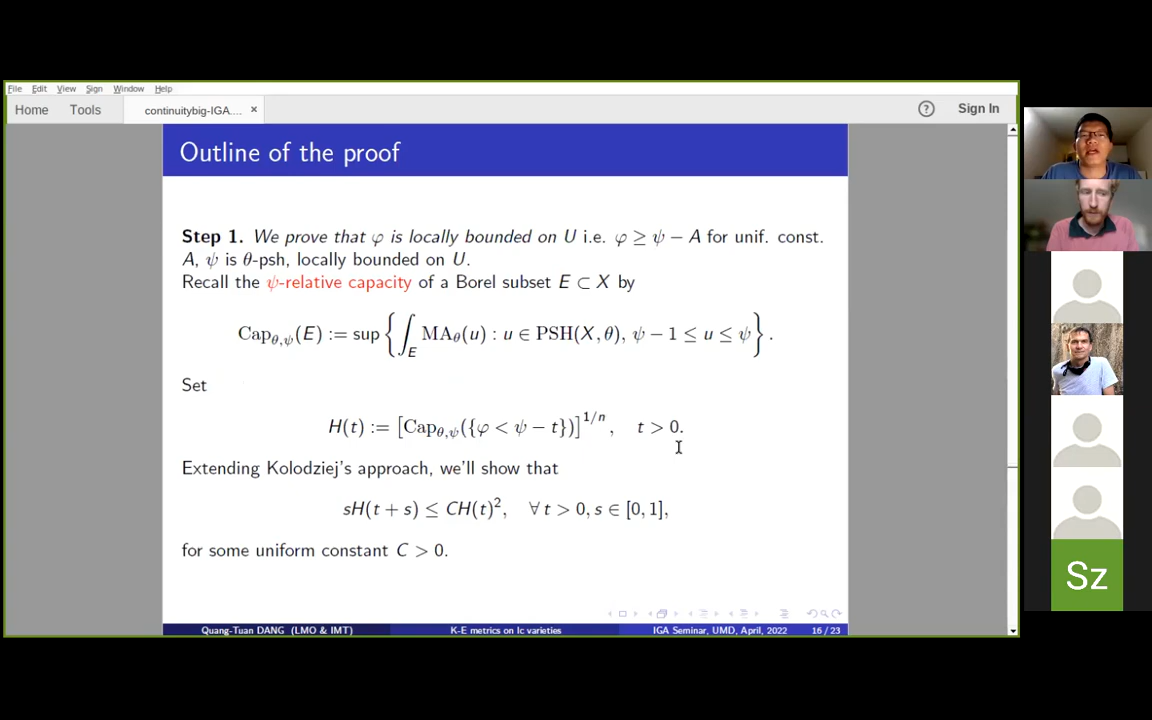 File Edit View Sign Window Help
Home Tools continuitybig-IGA.... × ? Sign In
Outline of the proof
Step 1. We prove that φ is locally bounded on U i.e. φ ≥ ψ − A for unif. const.
A, ψ is θ-psh, locally bounded on U.
Recall the ψ-relative capacity of a Borel subset E ⊂ X by
Cap_{θ,ψ}(E) := sup { ∫_E MA_θ(u) : u ∈ PSH(X, θ), ψ − 1 ≤ u ≤ ψ } .
Set
H(t) := [Cap_{θ,ψ}({φ < ψ − t})]^{1/n} , t > 0.
Extending Kolodziej's approach, we'll show that
sH(t + s) ≤ CH(t)², ∀ t > 0, s ∈ [0, 1],
for some uniform constant C > 0.
Quang-Tuan DANG (LMO & IMT) K-E metrics on lc varieties IGA Seminar, UMD, April, 2022 16 / 23
Sz